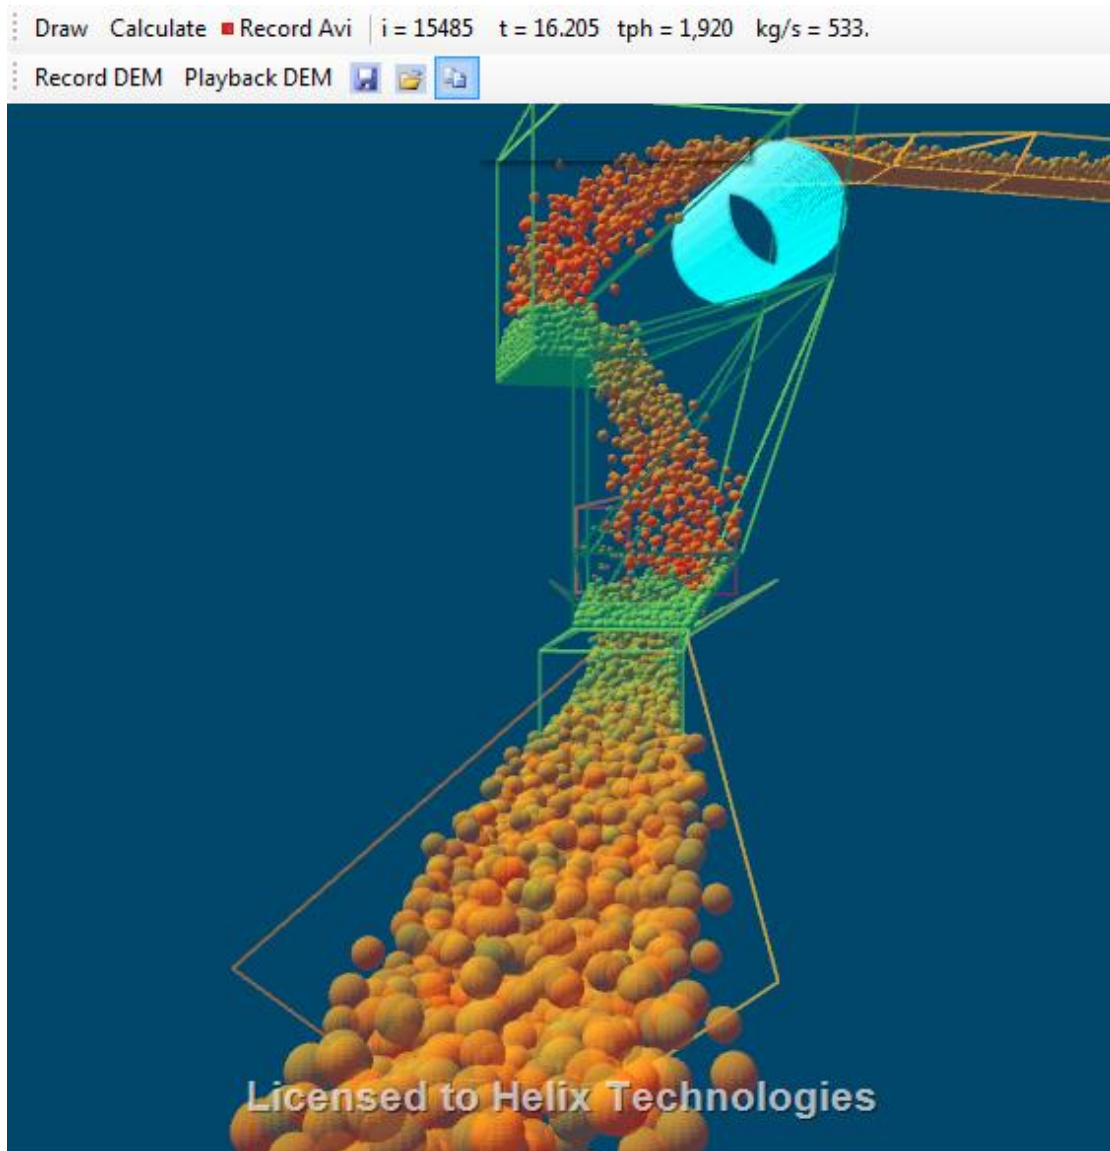 Draw Calculate Record Avi i = 15485 t = 16.205 tph = 1,920 kg/s = 533.
Record DEM Playback DEM
Licensed to Helix Technologies